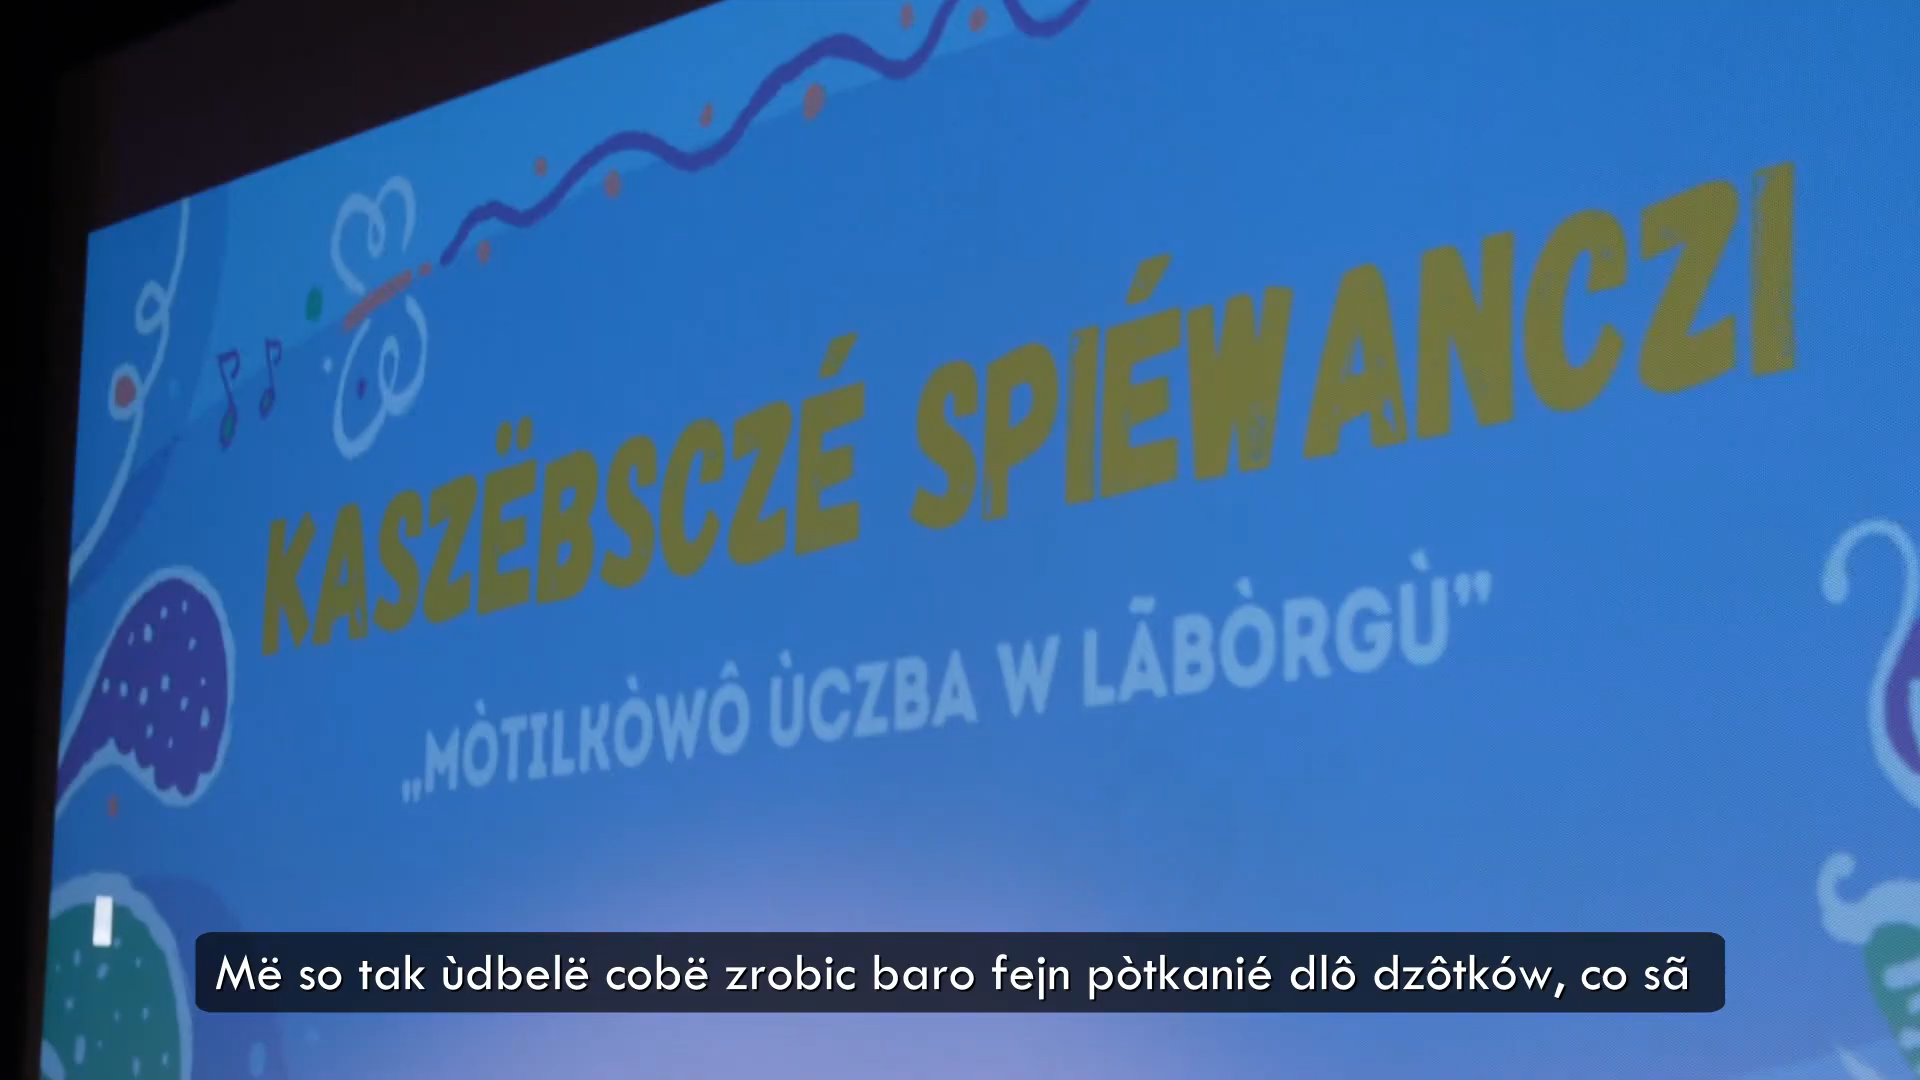 KASZËBSCZÉ SPIÉWANCZI
„MÒTILKÒWÔ ÙCZBA W LÃBÒRGÙ”
Më so tak ùdbelë cobë zrobic baro fejn pòtkanié dlô dzôtków, co sã